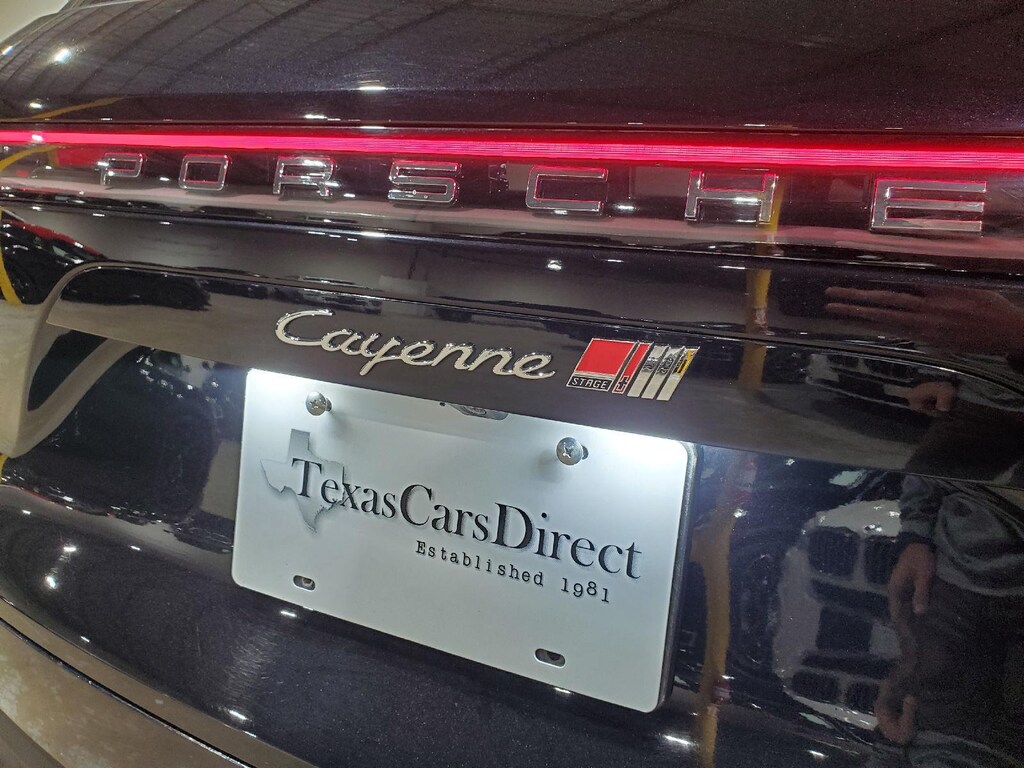 PORSCHE
Cayenne
STAGE
TexasCarsDirect
Established 1981